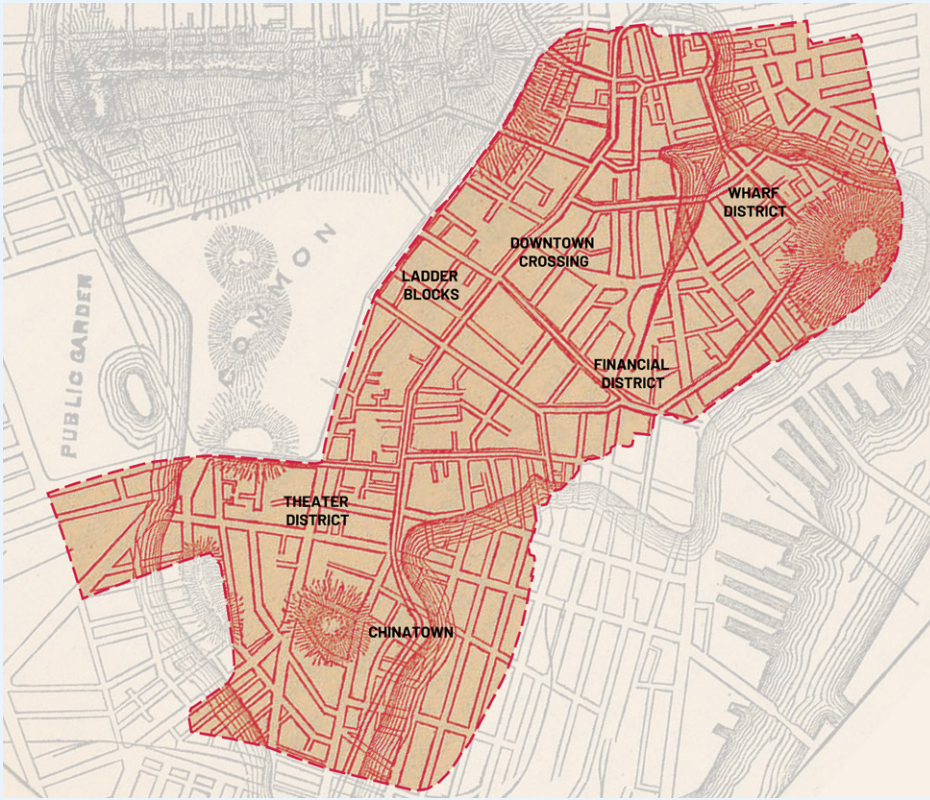 WHARF
DISTRICT
DOWNTOWN
CROSSING
LADDER
BLOCKS
COMMON
PUBLIC GARDEN
FINANCIAL
DISTRICT
THEATER
DISTRICT
CHINATOWN